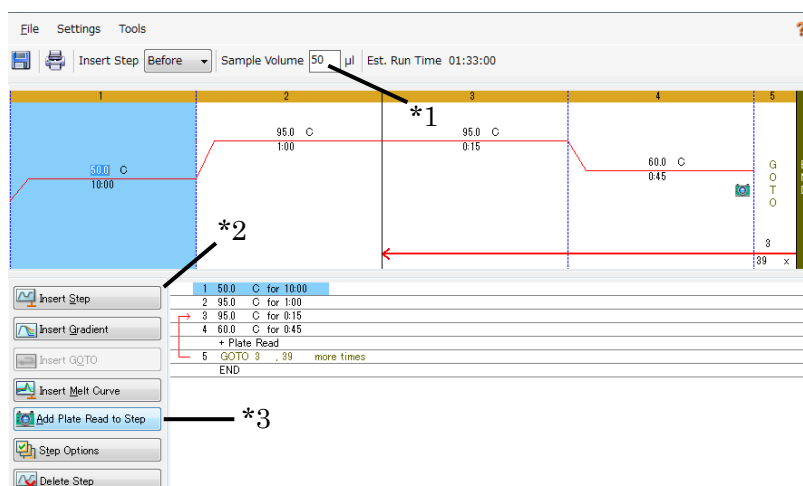 File Settings Tools ?
Insert Step Before Sample Volume 50 µl Est. Run Time 01:33:00
*1
1 2 3 4 5
50.0 C
10:00
95.0 C
1:00
95.0 C
0:15
60.0 C
0:45
G
O
T
O
3
39 x
*2
Insert Step
Insert Gradient
Insert GOTO
Insert Melt Curve
Add Plate Read to Step
Step Options
Delete Step
*3
1 50.0 C for 10:00
2 95.0 C for 1:00
3 95.0 C for 0:15
4 60.0 C for 0:45
+ Plate Read
5 GOTO 3 , 39 more times
END